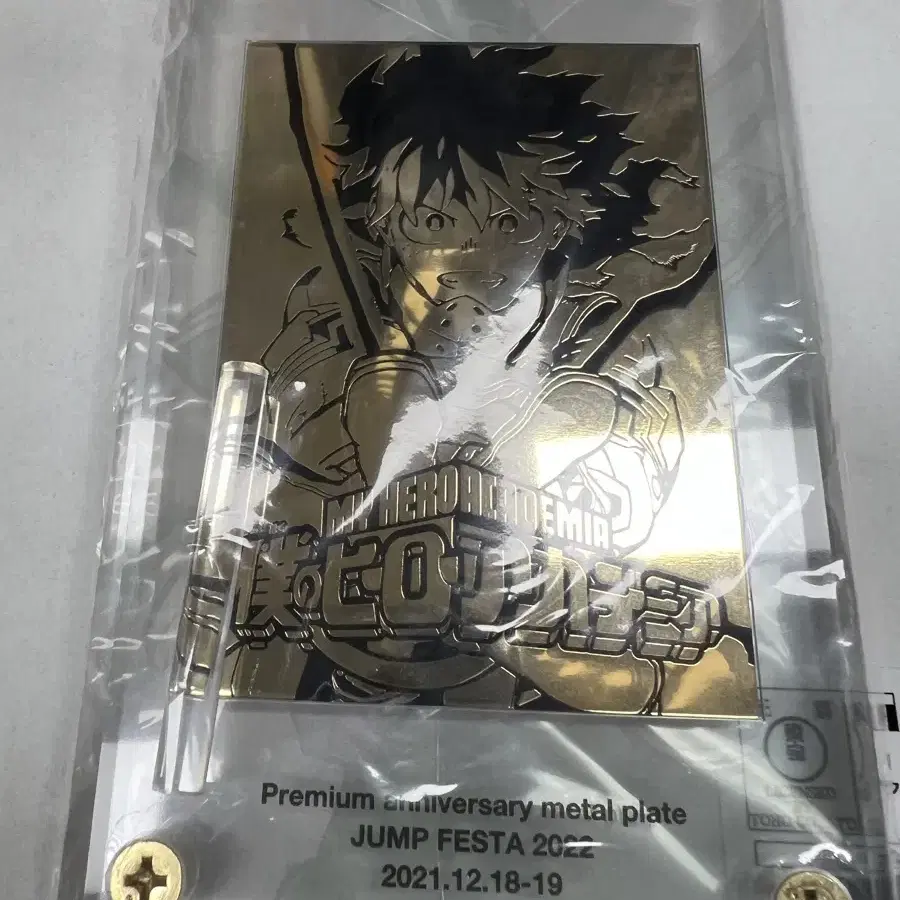 MY HERO ACADEMIA
僕のヒーローアカデミア
Premium anniversary metal plate
JUMP FESTA 2022
2021.12.18-19
LICENSED